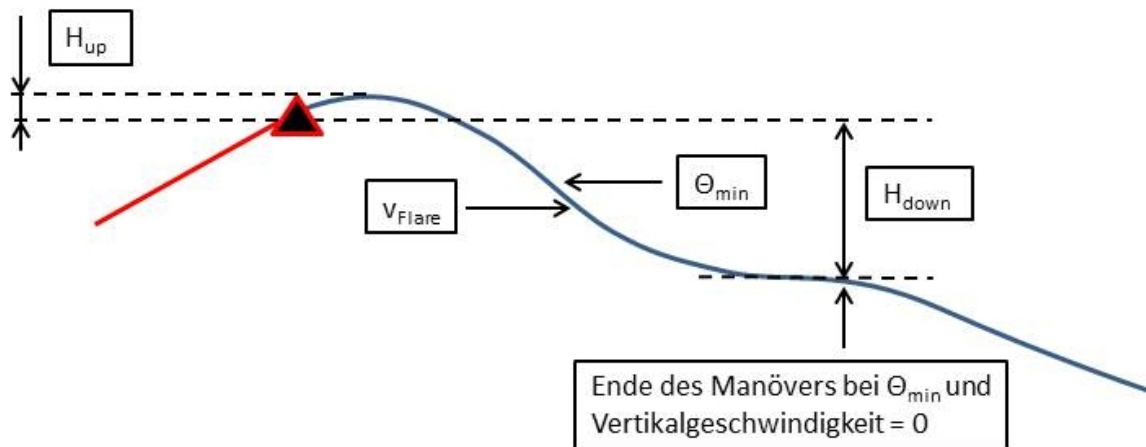 H_up
Θ_min
v_Flare
H_down
Ende des Manövers bei Θ_min und
Vertikalgeschwindigkeit = 0